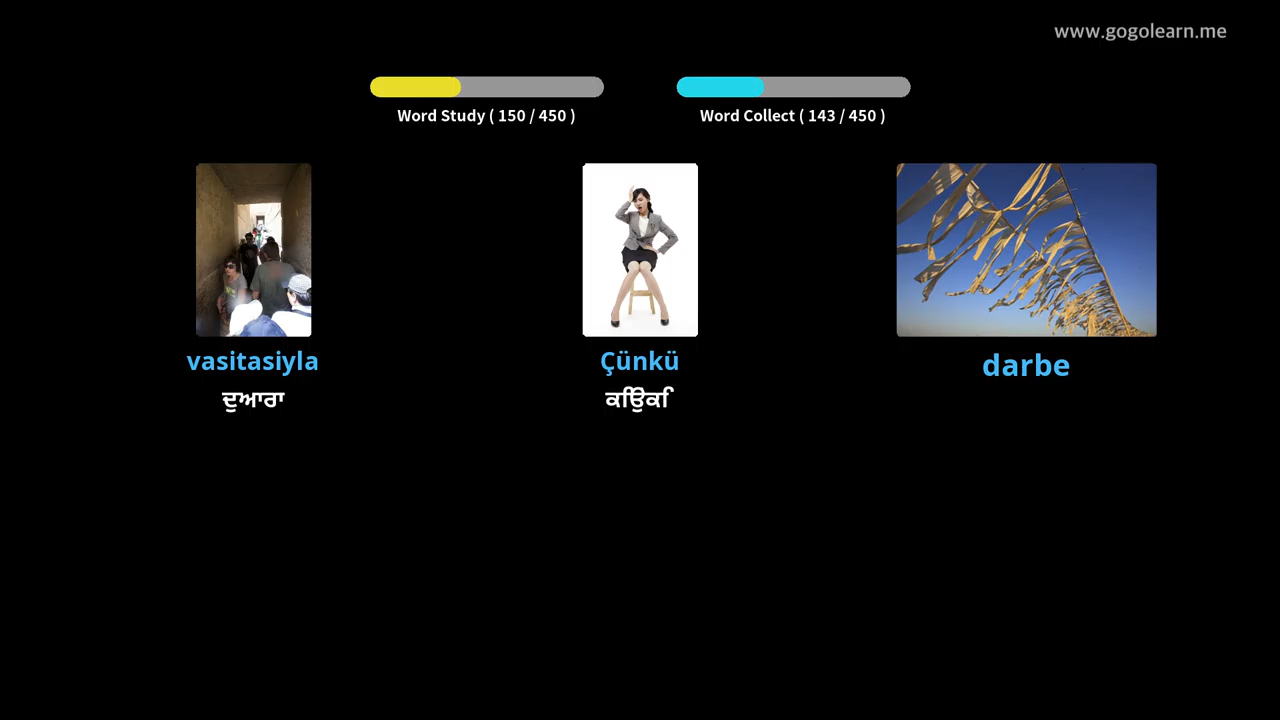 www.gogolearn.me
Word Study ( 150 / 450 )
Word Collect ( 143 / 450 )
vasitasiyla
Çünkü
darbe
ਦੁਆਰਾ
ਕਉਿਂਕਿ